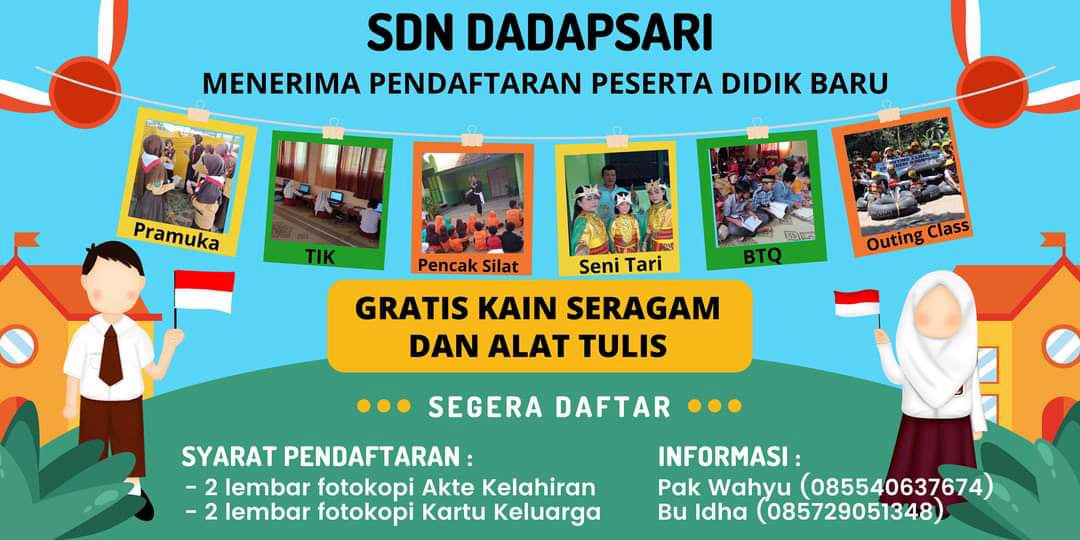 SDN DADAPSARI
MENERIMA PENDAFTARAN PESERTA DIDIK BARU
Pramuka
TIK
Pencak Silat
Seni Tari
BTQ
Outing Class
GRATIS KAIN SERAGAM
DAN ALAT TULIS
SEGERA DAFTAR
SYARAT PENDAFTARAN :
- 2 lembar fotokopi Akte Kelahiran
- 2 lembar fotokopi Kartu Keluarga
INFORMASI :
Pak Wahyu (085540637674)
Bu Idha (085729051348)